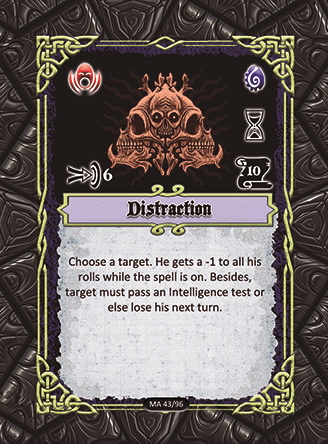 6
10
Distraction
Choose a target. He gets a -1 to all his
rolls while the spell is on. Besides,
target must pass an Intelligence test or
else lose his next turn.
MA 43/96